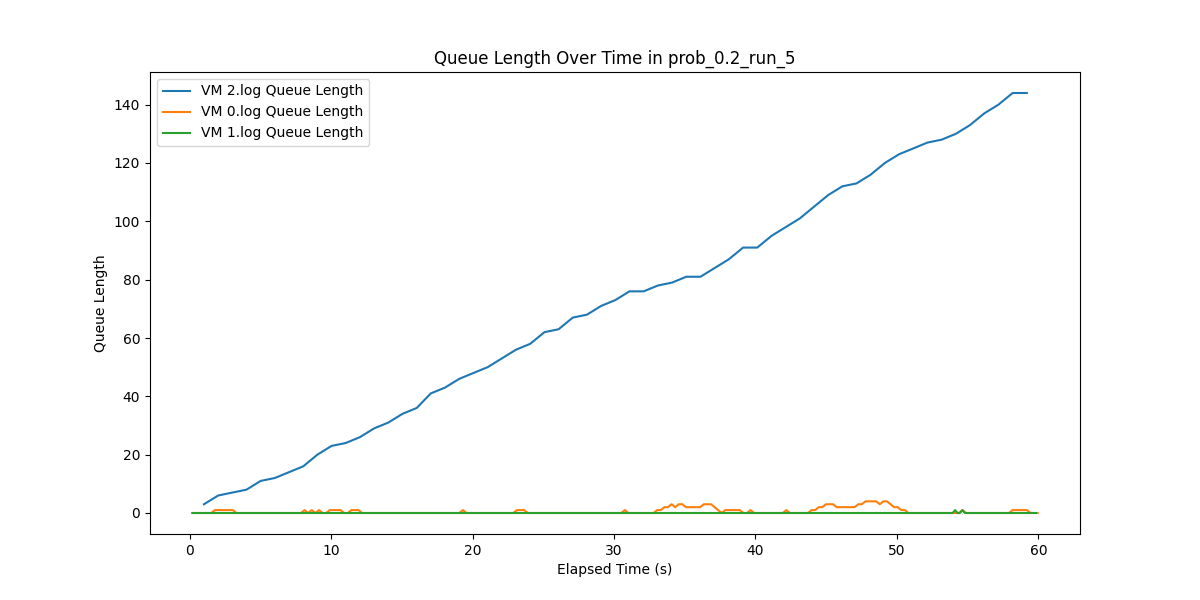 Queue Length Over Time in prob_0.2_run_5
VM 2.log Queue Length
VM 0.log Queue Length
VM 1.log Queue Length
140
120
100
80
60
40
20
0
Queue Length
0 10 20 30 40 50 60
Elapsed Time (s)